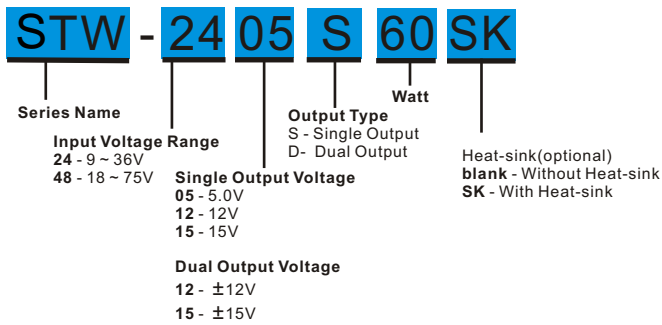 STW - 24 05 S 60 SK
Series Name
Input Voltage Range
24 - 9 ~ 36V
48 - 18 ~ 75V
Single Output Voltage
05 - 5.0V
12 - 12V
15 - 15V
Dual Output Voltage
12 - ±12V
15 - ±15V
Output Type
S - Single Output
D- Dual Output
Watt
Heat-sink(optional)
blank - Without Heat-sink
SK - With Heat-sink